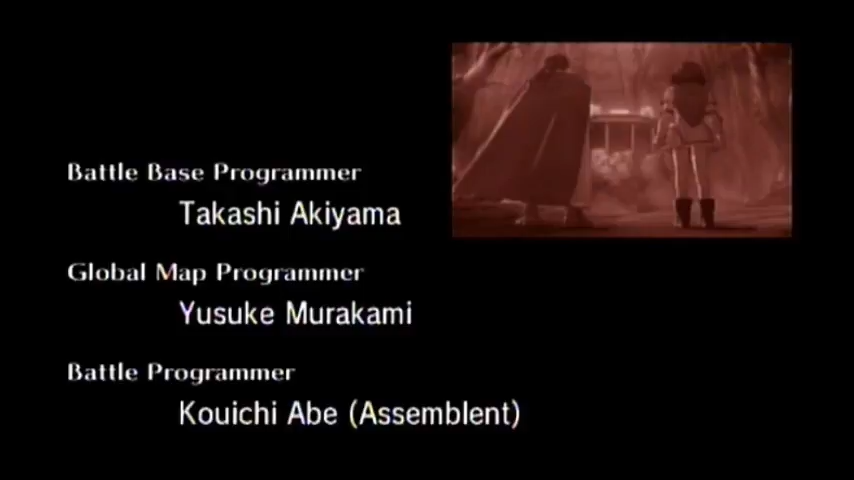 Battle Base Programmer
Takashi Akiyama
Global Map Programmer
Yusuke Murakami
Battle Programmer
Kouichi Abe (Assemblent)